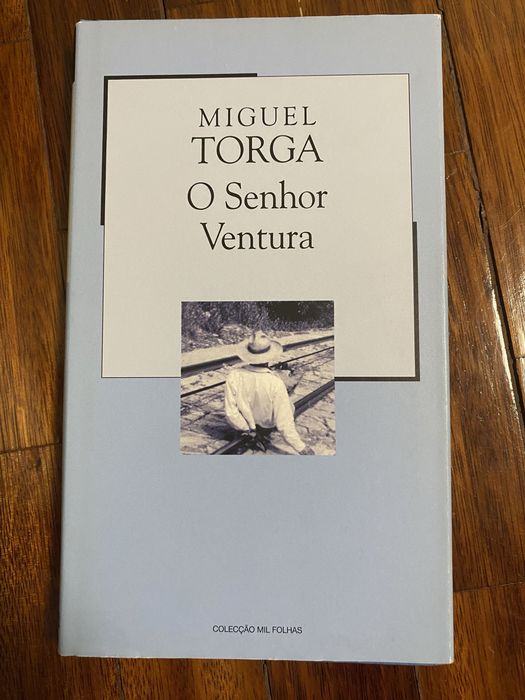 MIGUEL
TORGA
O Senhor
Ventura
COLECÇÃO MIL FOLHAS